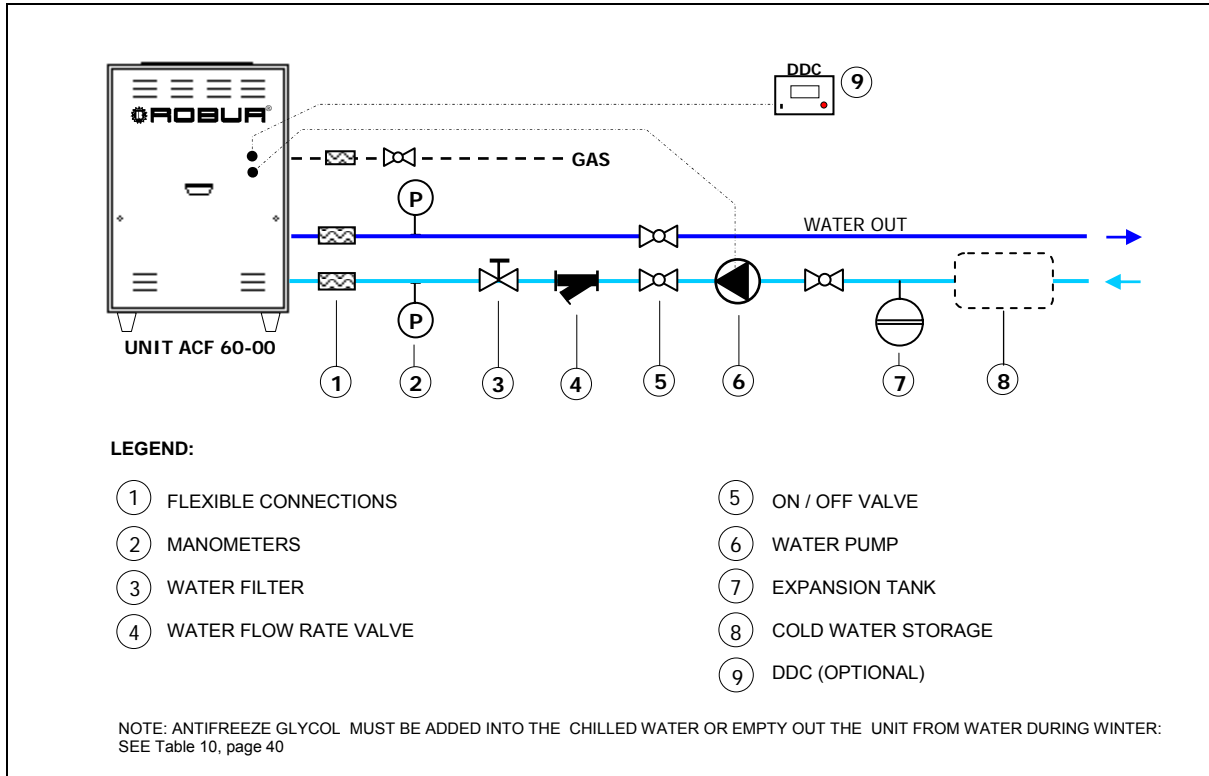 DDC
9
ROBUR®
GAS
P
WATER OUT
P
UNIT ACF 60-00
1
2
3
4
5
6
7
8
LEGEND:
1 FLEXIBLE CONNECTIONS
2 MANOMETERS
3 WATER FILTER
4 WATER FLOW RATE VALVE
5 ON / OFF VALVE
6 WATER PUMP
7 EXPANSION TANK
8 COLD WATER STORAGE
9 DDC (OPTIONAL)
NOTE: ANTIFREEZE GLYCOL MUST BE ADDED INTO THE CHILLED WATER OR EMPTY OUT THE UNIT FROM WATER DURING WINTER:
SEE Table 10, page 40